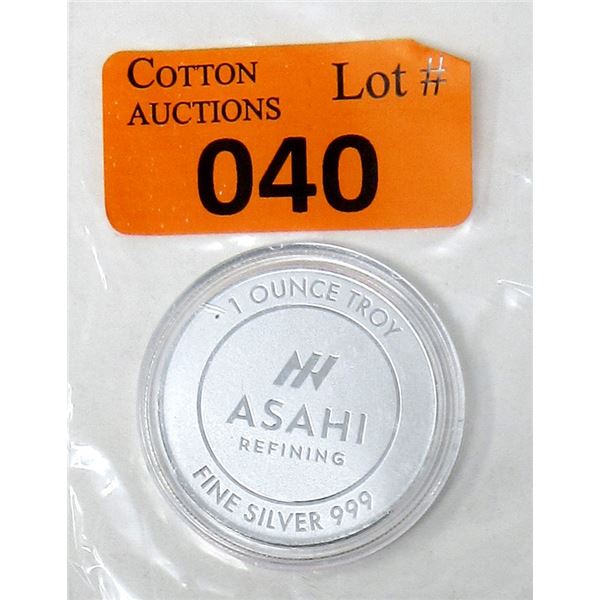 COTTON
AUCTIONS
Lot #
040
1 OUNCE TROY
ASAHI
REFINING
FINE SILVER 999